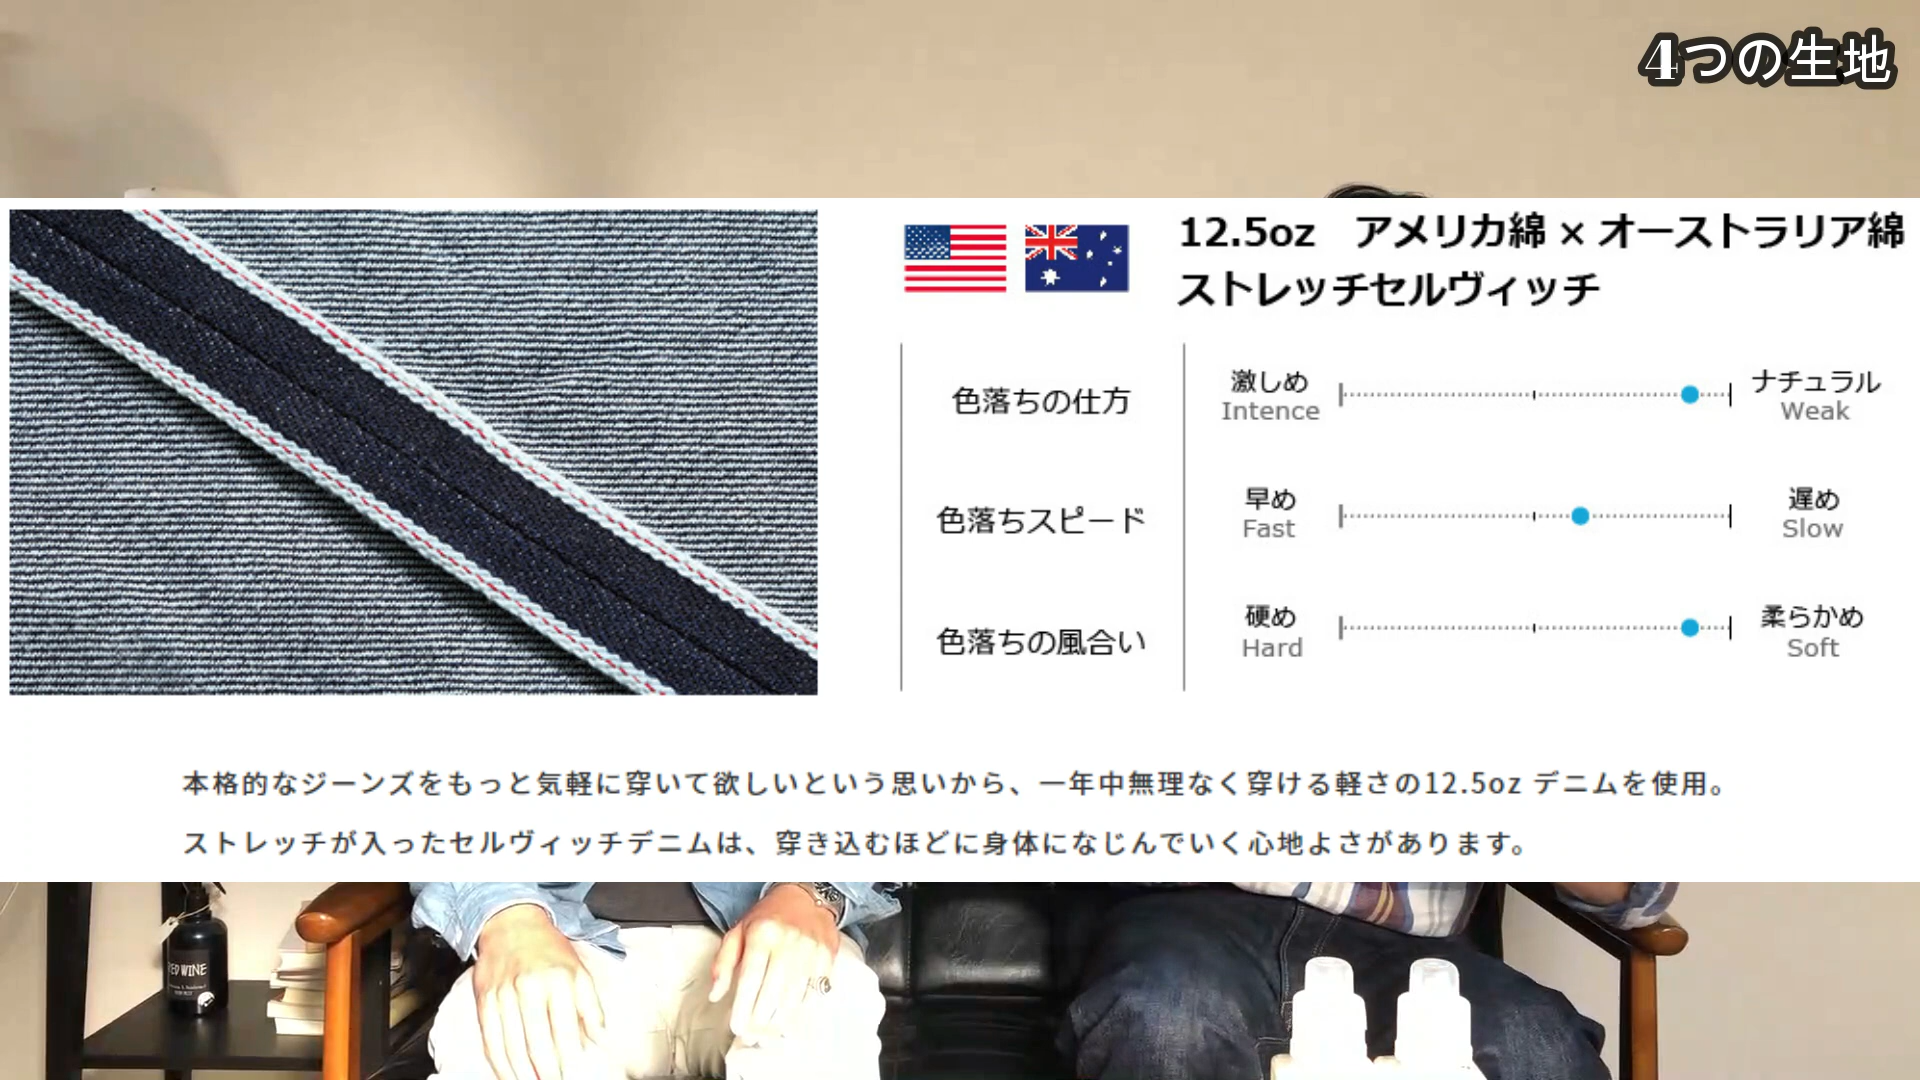 4つの生地
12.5oz アメリカ綿 × オーストラリア綿
ストレッチセルヴィッチ
色落ちの仕方
激しめ
Intence
ナチュラル
Weak
色落ちスピード
早め
Fast
遅め
Slow
色落ちの風合い
硬め
Hard
柔らかめ
Soft
本格的なジーンズをもっと気軽に穿いて欲しいという思いから、一年中無理なく穿ける軽さの12.5oz デニムを使用。
ストレッチが入ったセルヴィッチデニムは、穿き込むほどに身体になじんでいく心地よさがあります。
RED WINE